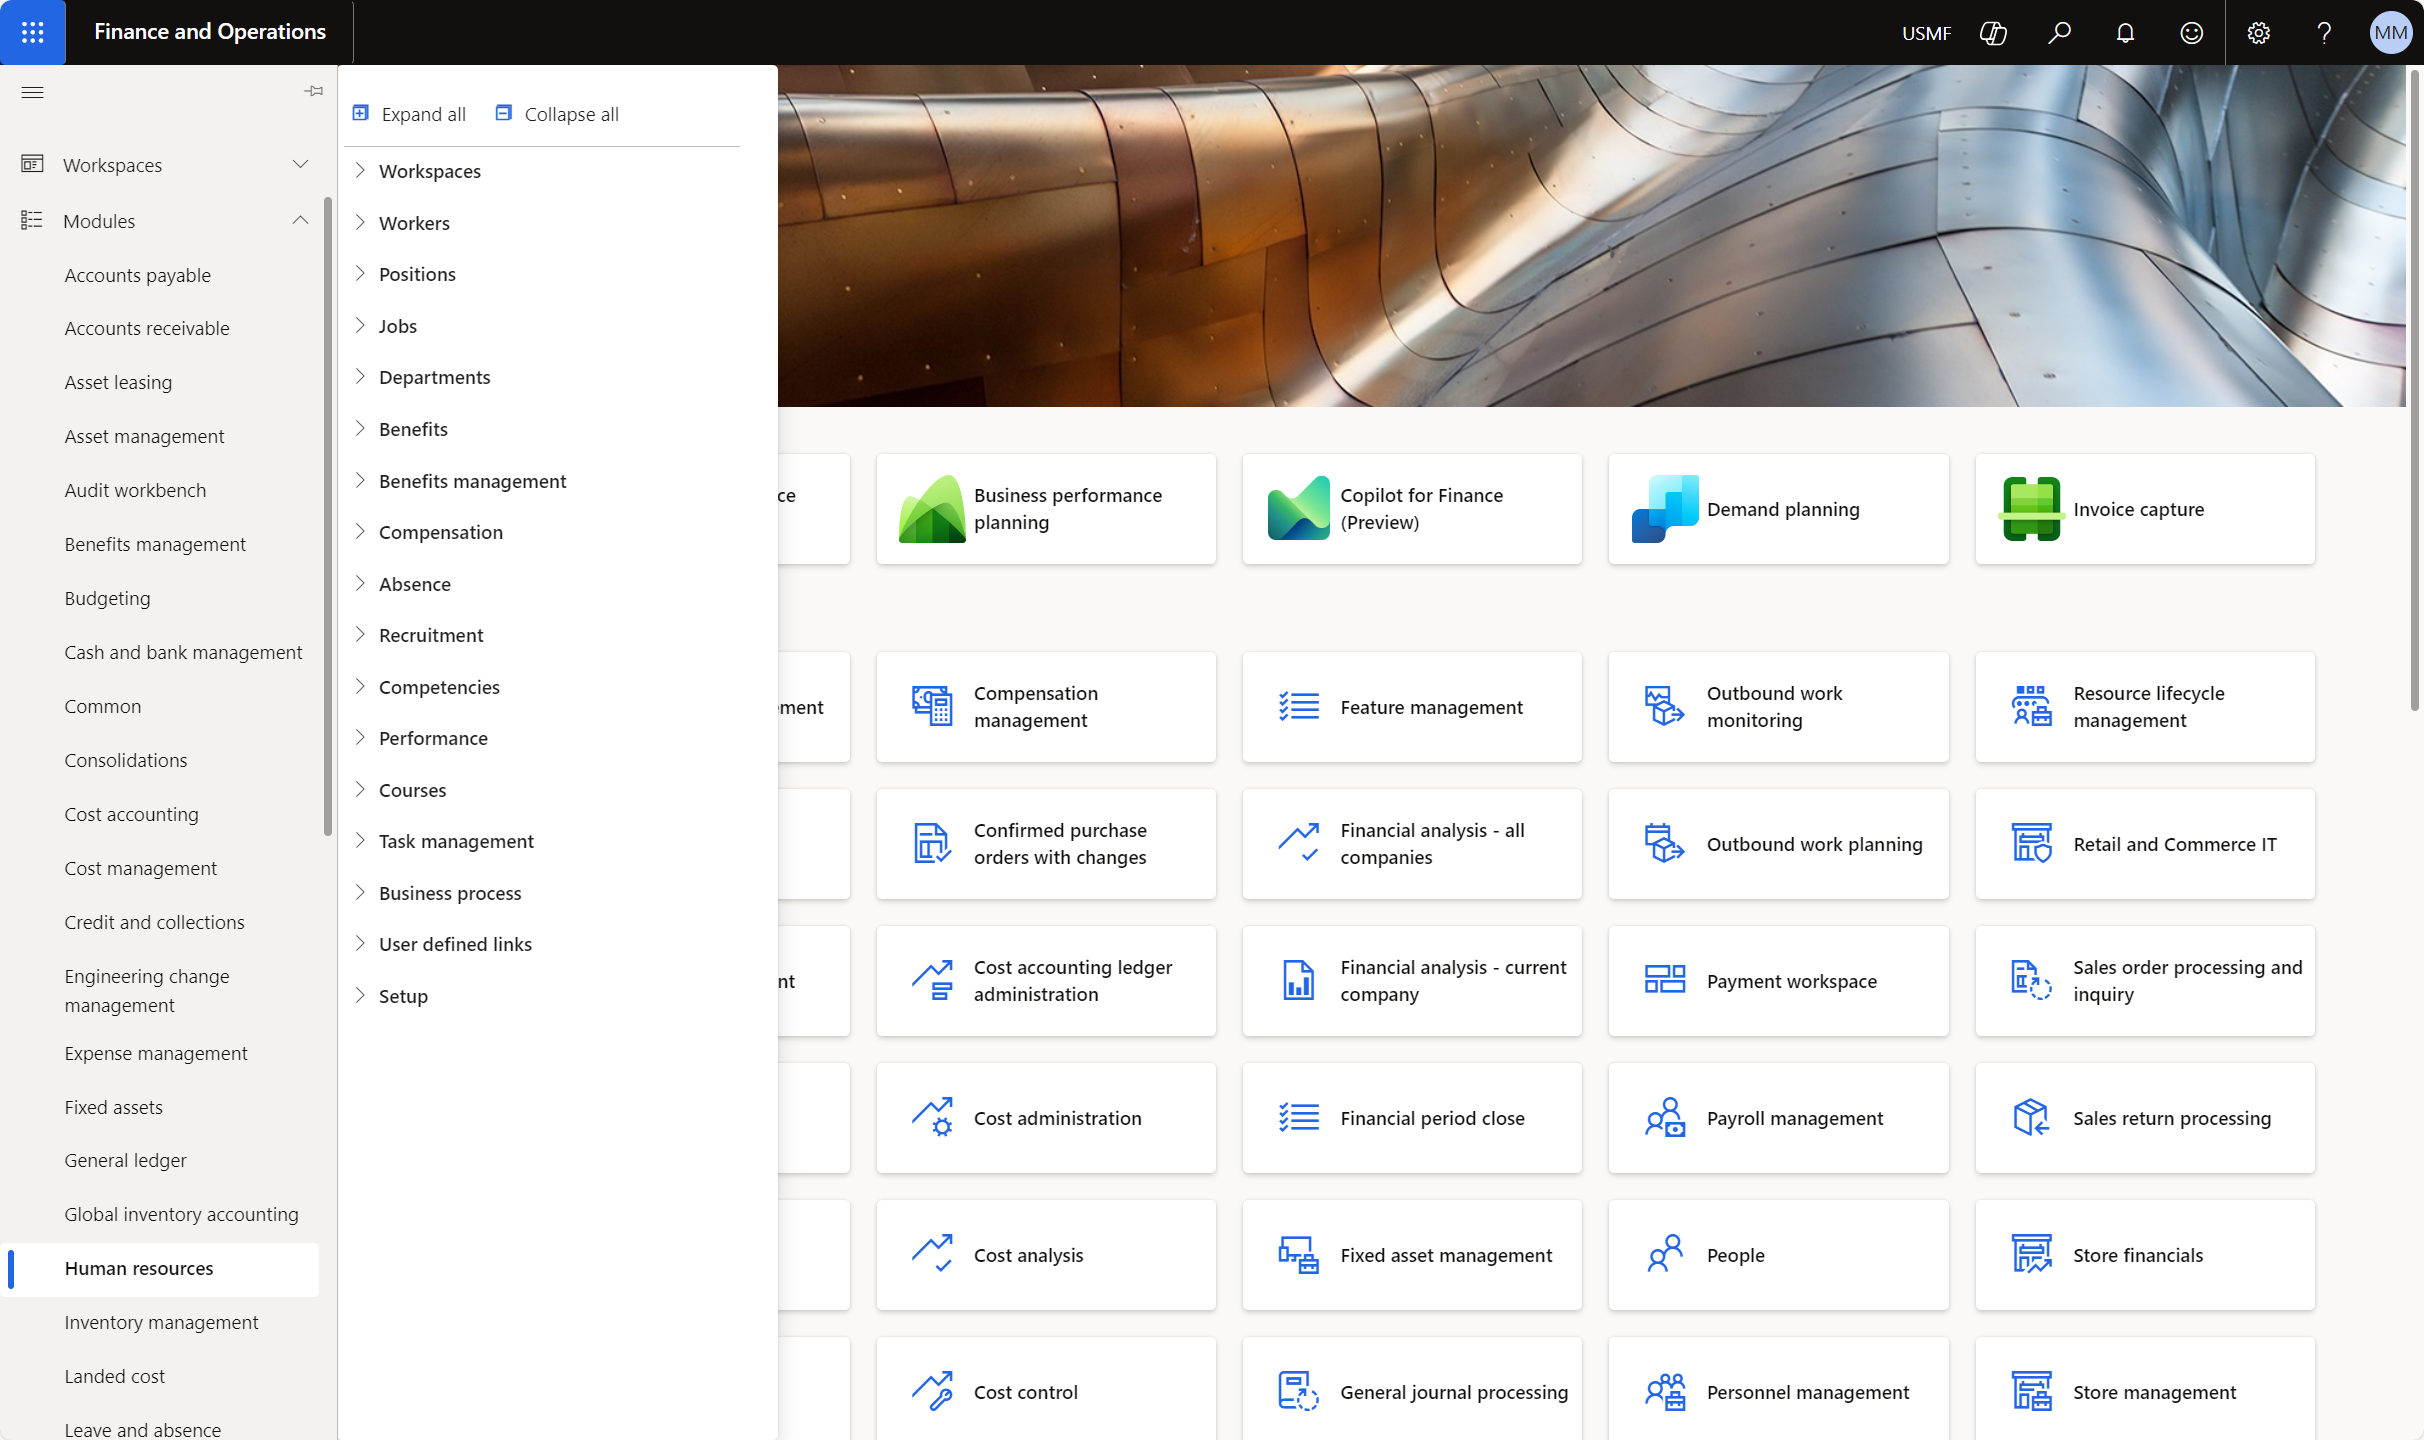 Finance and Operations
USMF
MM
Workspaces
Modules
Accounts payable
Accounts receivable
Asset leasing
Asset management
Audit workbench
Benefits management
Budgeting
Cash and bank management
Common
Consolidations
Cost accounting
Cost management
Credit and collections
Engineering change
management
Expense management
Fixed assets
General ledger
Global inventory accounting
Human resources
Inventory management
Landed cost
Leave and absence
Expand all
Collapse all
Workspaces
Workers
Positions
Jobs
Departments
Benefits
Benefits management
Compensation
Absence
Recruitment
Competencies
Performance
Courses
Task management
Business process
User defined links
Setup
ce
Business performance
planning
Copilot for Finance
(Preview)
Demand planning
Invoice capture
ment
Compensation
management
Feature management
Outbound work
monitoring
Resource lifecycle
management
Confirmed purchase
orders with changes
Financial analysis - all
companies
Outbound work planning
Retail and Commerce IT
nt
Cost accounting ledger
administration
Financial analysis - current
company
Payment workspace
Sales order processing and
inquiry
Cost administration
Financial period close
Payroll management
Sales return processing
Cost analysis
Fixed asset management
People
Store financials
Cost control
General journal processing
Personnel management
Store management